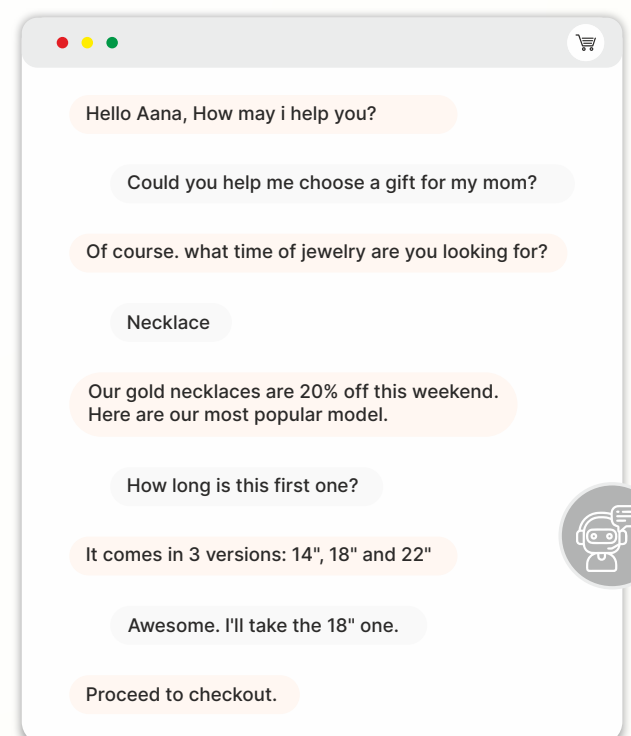 Hello Aana, How may i help you?
Could you help me choose a gift for my mom?
Of course. what time of jewelry are you looking for?
Necklace
Our gold necklaces are 20% off this weekend.
Here are our most popular model.
How long is this first one?
It comes in 3 versions: 14", 18" and 22"
Awesome. I'll take the 18" one.
Proceed to checkout.